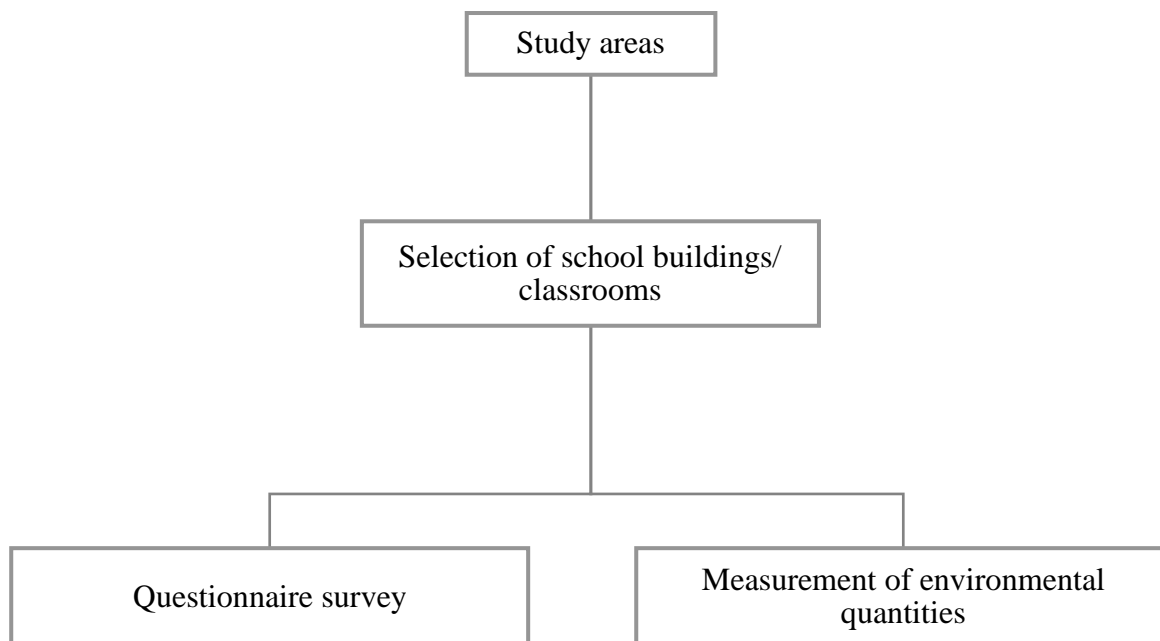 Study areas
Selection of school buildings/
classrooms
Questionnaire survey
Measurement of environmental
quantities